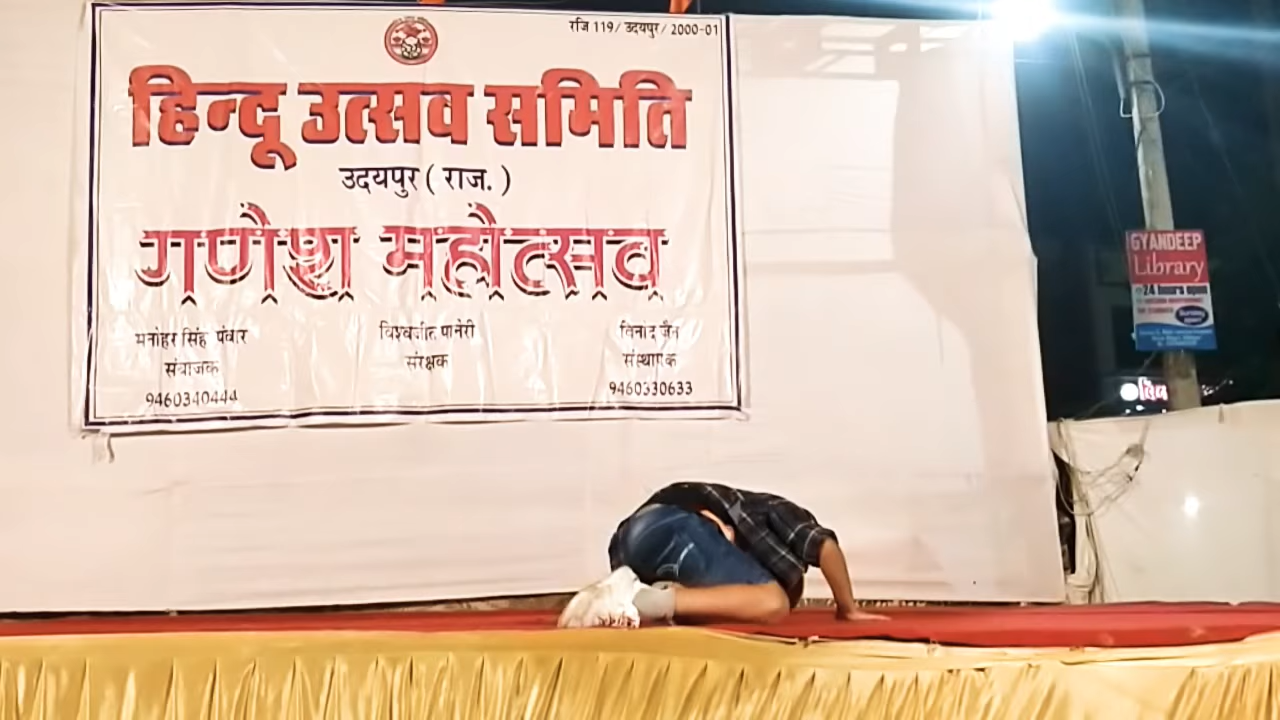 रजि 119/ उदयपुर/ 2000-01
हिन्दू उत्सव समिति
उदयपुर ( राज. )
गणेश महोत्सव
मनोहर सिंह पंवार
संयोजक
9460340444
विश्वजीत पानेरी
संरक्षक
विनोद जैन
संस्थापक
9460330633
GYANDEEP
Library
24 hours open